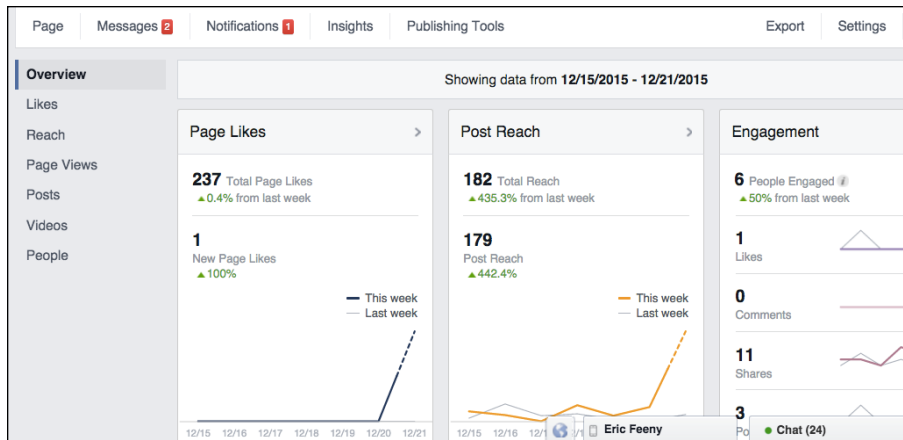 Page Messages 2 Notifications 1 Insights Publishing Tools Export Settings
Overview
Likes
Reach
Page Views
Posts
Videos
People
Showing data from 12/15/2015 - 12/21/2015
Page Likes
237 Total Page Likes
0.4% from last week
1
New Page Likes
100%
This week
Last week
12/15 12/16 12/17 12/18 12/19 12/20 12/21
Post Reach
182 Total Reach
435.3% from last week
179
Post Reach
442.4%
This week
Last week
12/15 12/16
Engagement
6 People Engaged i
50% from last week
1
Likes
0
Comments
11
Shares
3
Eric Feeny
Chat (24)